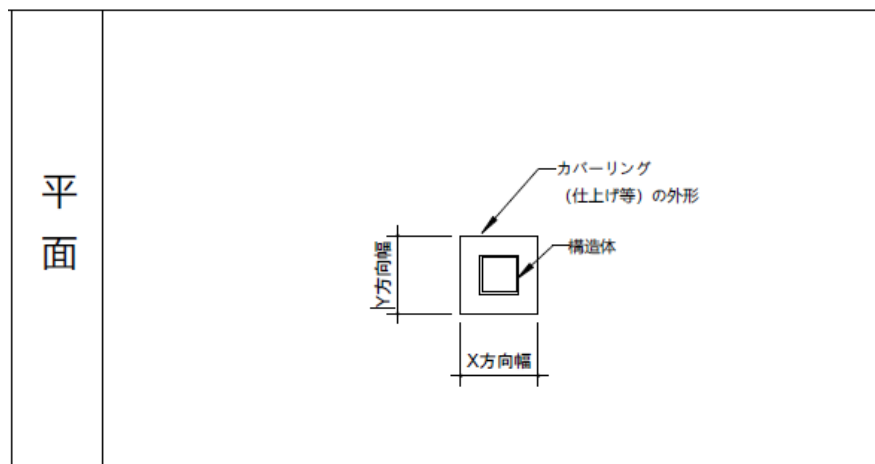 平
面
カバーリング
（仕上げ等）の外形
構造体
Y方向幅
X方向幅